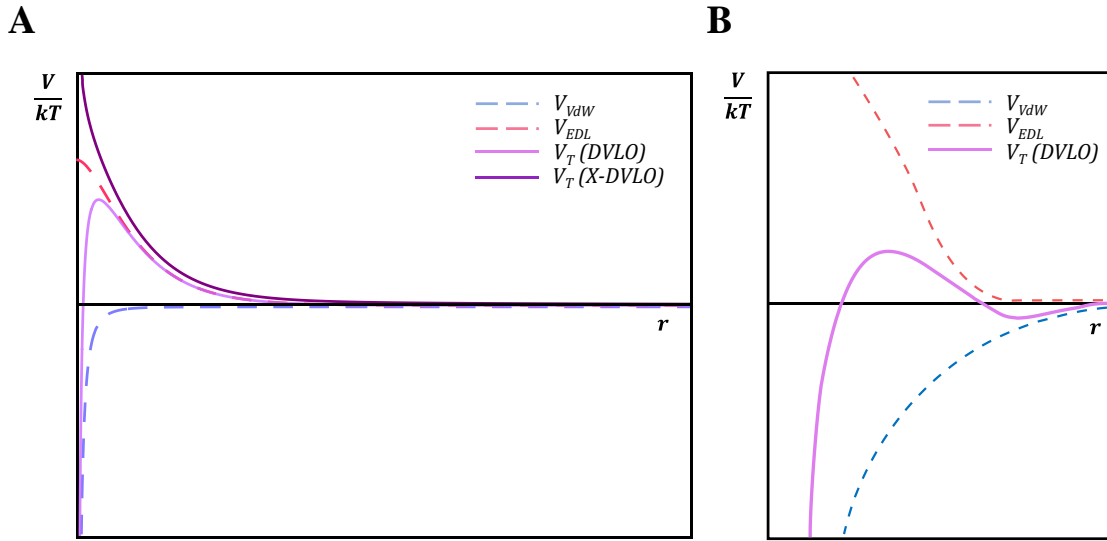 A
V
kT
V_VdW
V_EDL
V_T (DVLO)
V_T (X-DVLO)
r
B
V
kT
V_VdW
V_EDL
V_T (DVLO)
r